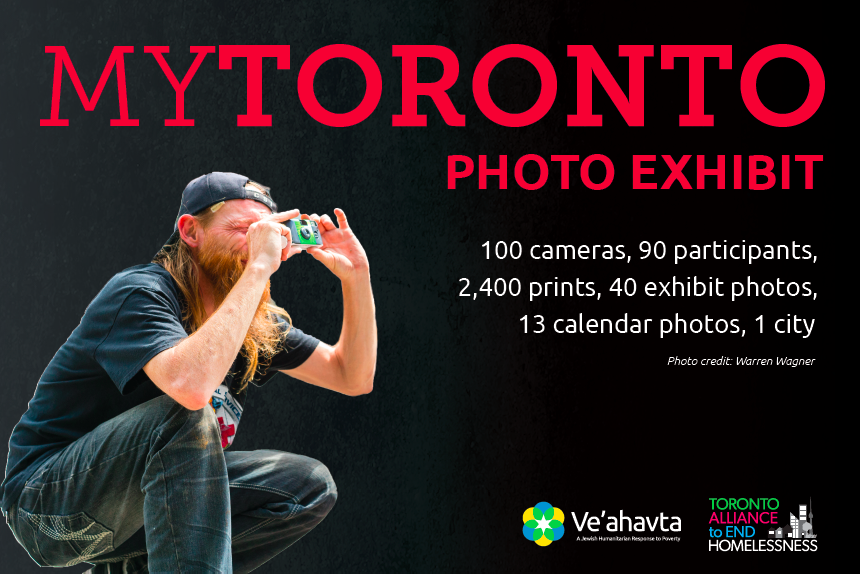 MYTORONTO
PHOTO EXHIBIT
100 cameras, 90 participants,
2,400 prints, 40 exhibit photos,
13 calendar photos, 1 city
Photo credit: Warren Wagner
Ve'ahavta
A Jewish Humanitarian Response to Poverty
TORONTO
ALLIANCE
to END
HOMELESSNESS